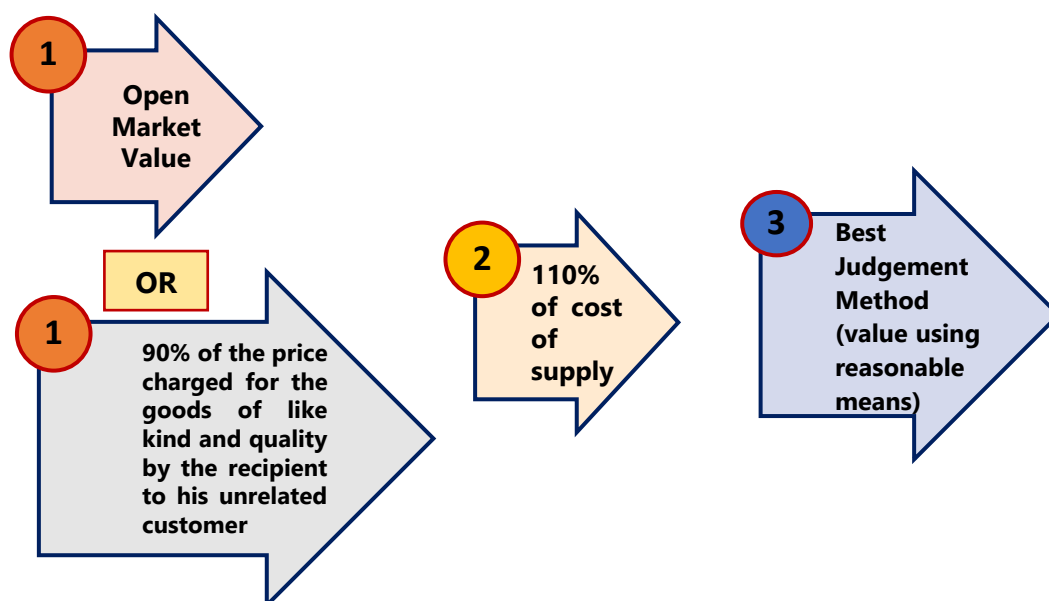 1
Open
Market
Value
OR
1
90% of the price
charged for the
goods of like
kind and quality
by the recipient
to his unrelated
customer
2
110%
of cost
of
supply
3
Best
Judgement
Method
(value using
reasonable
means)